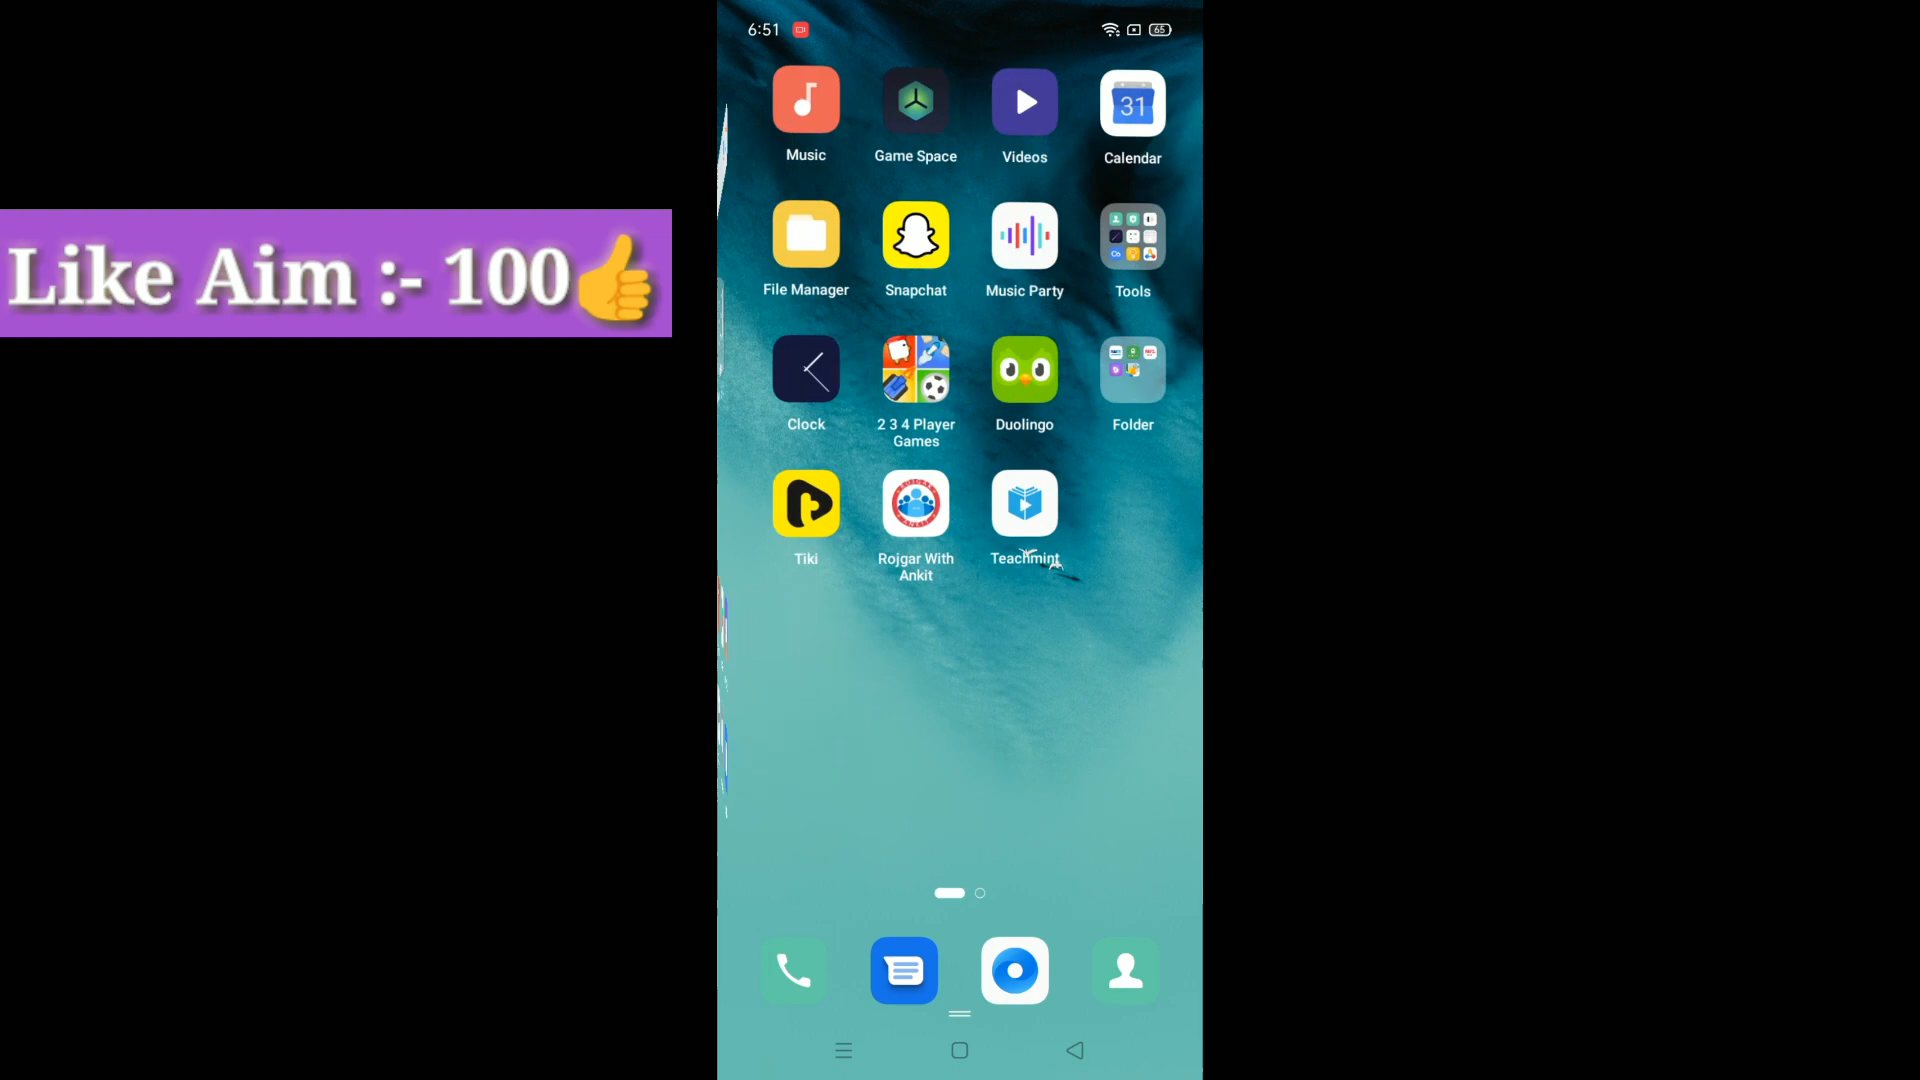 6:51
65
Like Aim :- 100👍
31
Music
Game Space
Videos
Calendar
File Manager
Snapchat
Music Party
Tools
Clock
2 3 4 Player
Games
Duolingo
Folder
Tiki
Rojgar With
Ankit
Teachmint